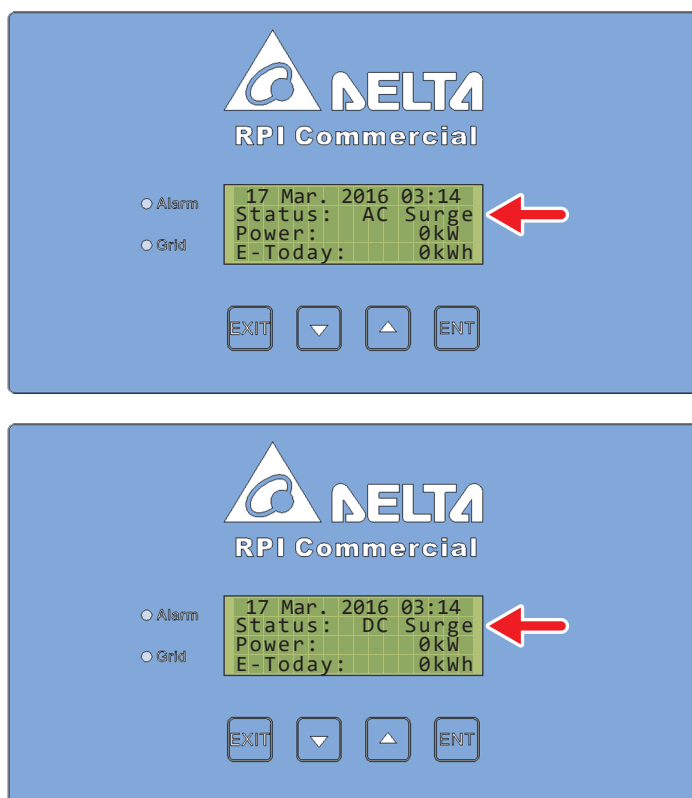 DELTA
RPI Commercial
17 Mar. 2016 03:14
Alarm
Status: AC Surge
Power: 0kW
Grid
E-Today: 0kWh
EXIT ENT
DELTA
RPI Commercial
17 Mar. 2016 03:14
Alarm
Status: DC Surge
Power: 0kW
Grid
E-Today: 0kWh
EXIT ENT